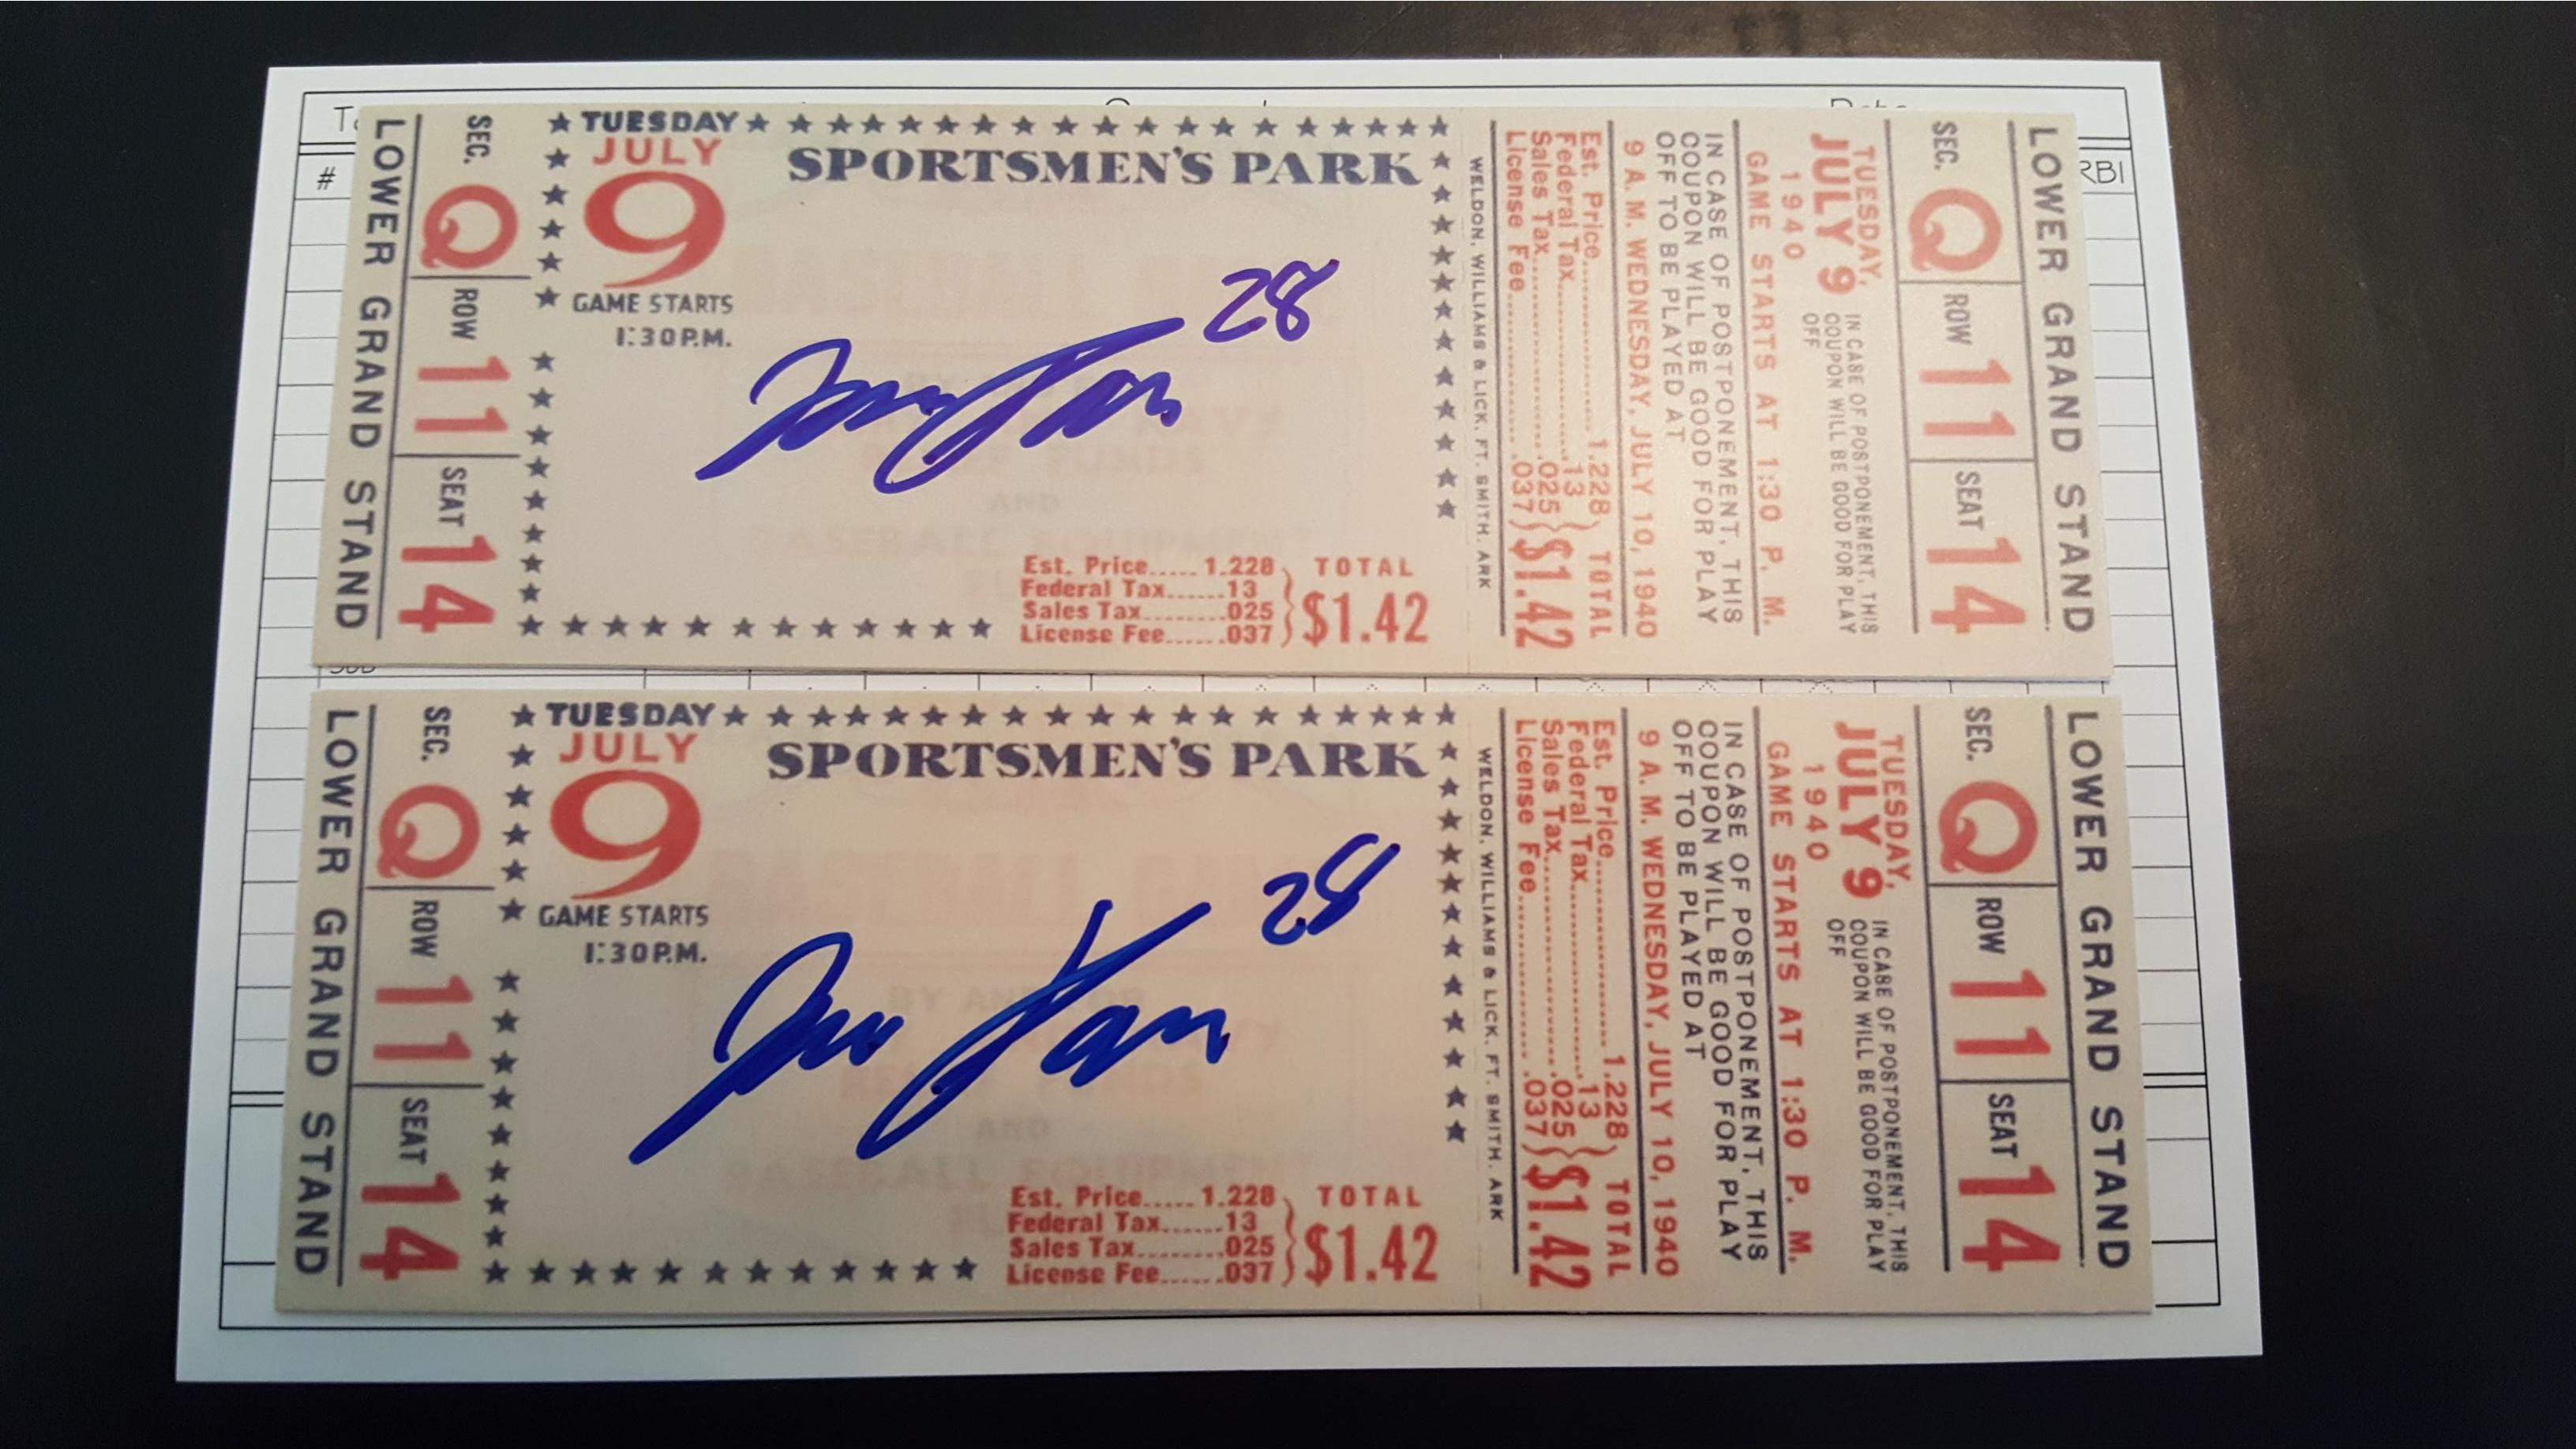 RBI
#
LOWER GRAND STAND
SEC. Q
ROW 11
SEAT 14
TUESDAY
JULY
9
GAME STARTS
1:30 P.M.
SPORTSMEN'S PARK
28
Est. Price..... 1.228
Federal Tax......13
Sales Tax........025
License Fee......037
TOTAL
$1.42
WELDON, WILLIAMS & LICK, FT. SMITH, ARK
Est. Price.................. 1.228
Federal Tax..................13
Sales Tax..................025
License Fee..................037
TOTAL
$1.42
9 A. M. WEDNESDAY, JULY 10, 1940
IN CASE OF POSTPONEMENT, THIS
COUPON WILL BE GOOD FOR PLAY
OFF TO BE PLAYED AT
TUESDAY,
JULY 9
1940
GAME STARTS AT 1:30 P. M.
IN CASE OF POSTPONEMENT, THIS
COUPON WILL BE GOOD FOR PLAY
OFF
SEC. Q
ROW 11
SEAT 14
LOWER GRAND STAND
LOWER GRAND STAND
SEC. Q
ROW 11
SEAT 14
TUESDAY
JULY
9
GAME STARTS
1:30 P.M.
SPORTSMEN'S PARK
28
BY AND FOR
AND
BASEBALL EQUIPMENT
Est. Price..... 1.228
Federal Tax......13
Sales Tax........025
License Fee......037
TOTAL
$1.42
WELDON, WILLIAMS & LICK, FT. SMITH, ARK
Est. Price.................. 1.228
Federal Tax..................13
Sales Tax..................025
License Fee..................037
TOTAL
$1.42
9 A. M. WEDNESDAY, JULY 10, 1940
IN CASE OF POSTPONEMENT, THIS
COUPON WILL BE GOOD FOR PLAY
OFF TO BE PLAYED AT
TUESDAY,
JULY 9
1940
GAME STARTS AT 1:30 P. M.
IN CASE OF POSTPONEMENT, THIS
COUPON WILL BE GOOD FOR PLAY
OFF
SEC. Q
ROW 11
SEAT 14
LOWER GRAND STAND